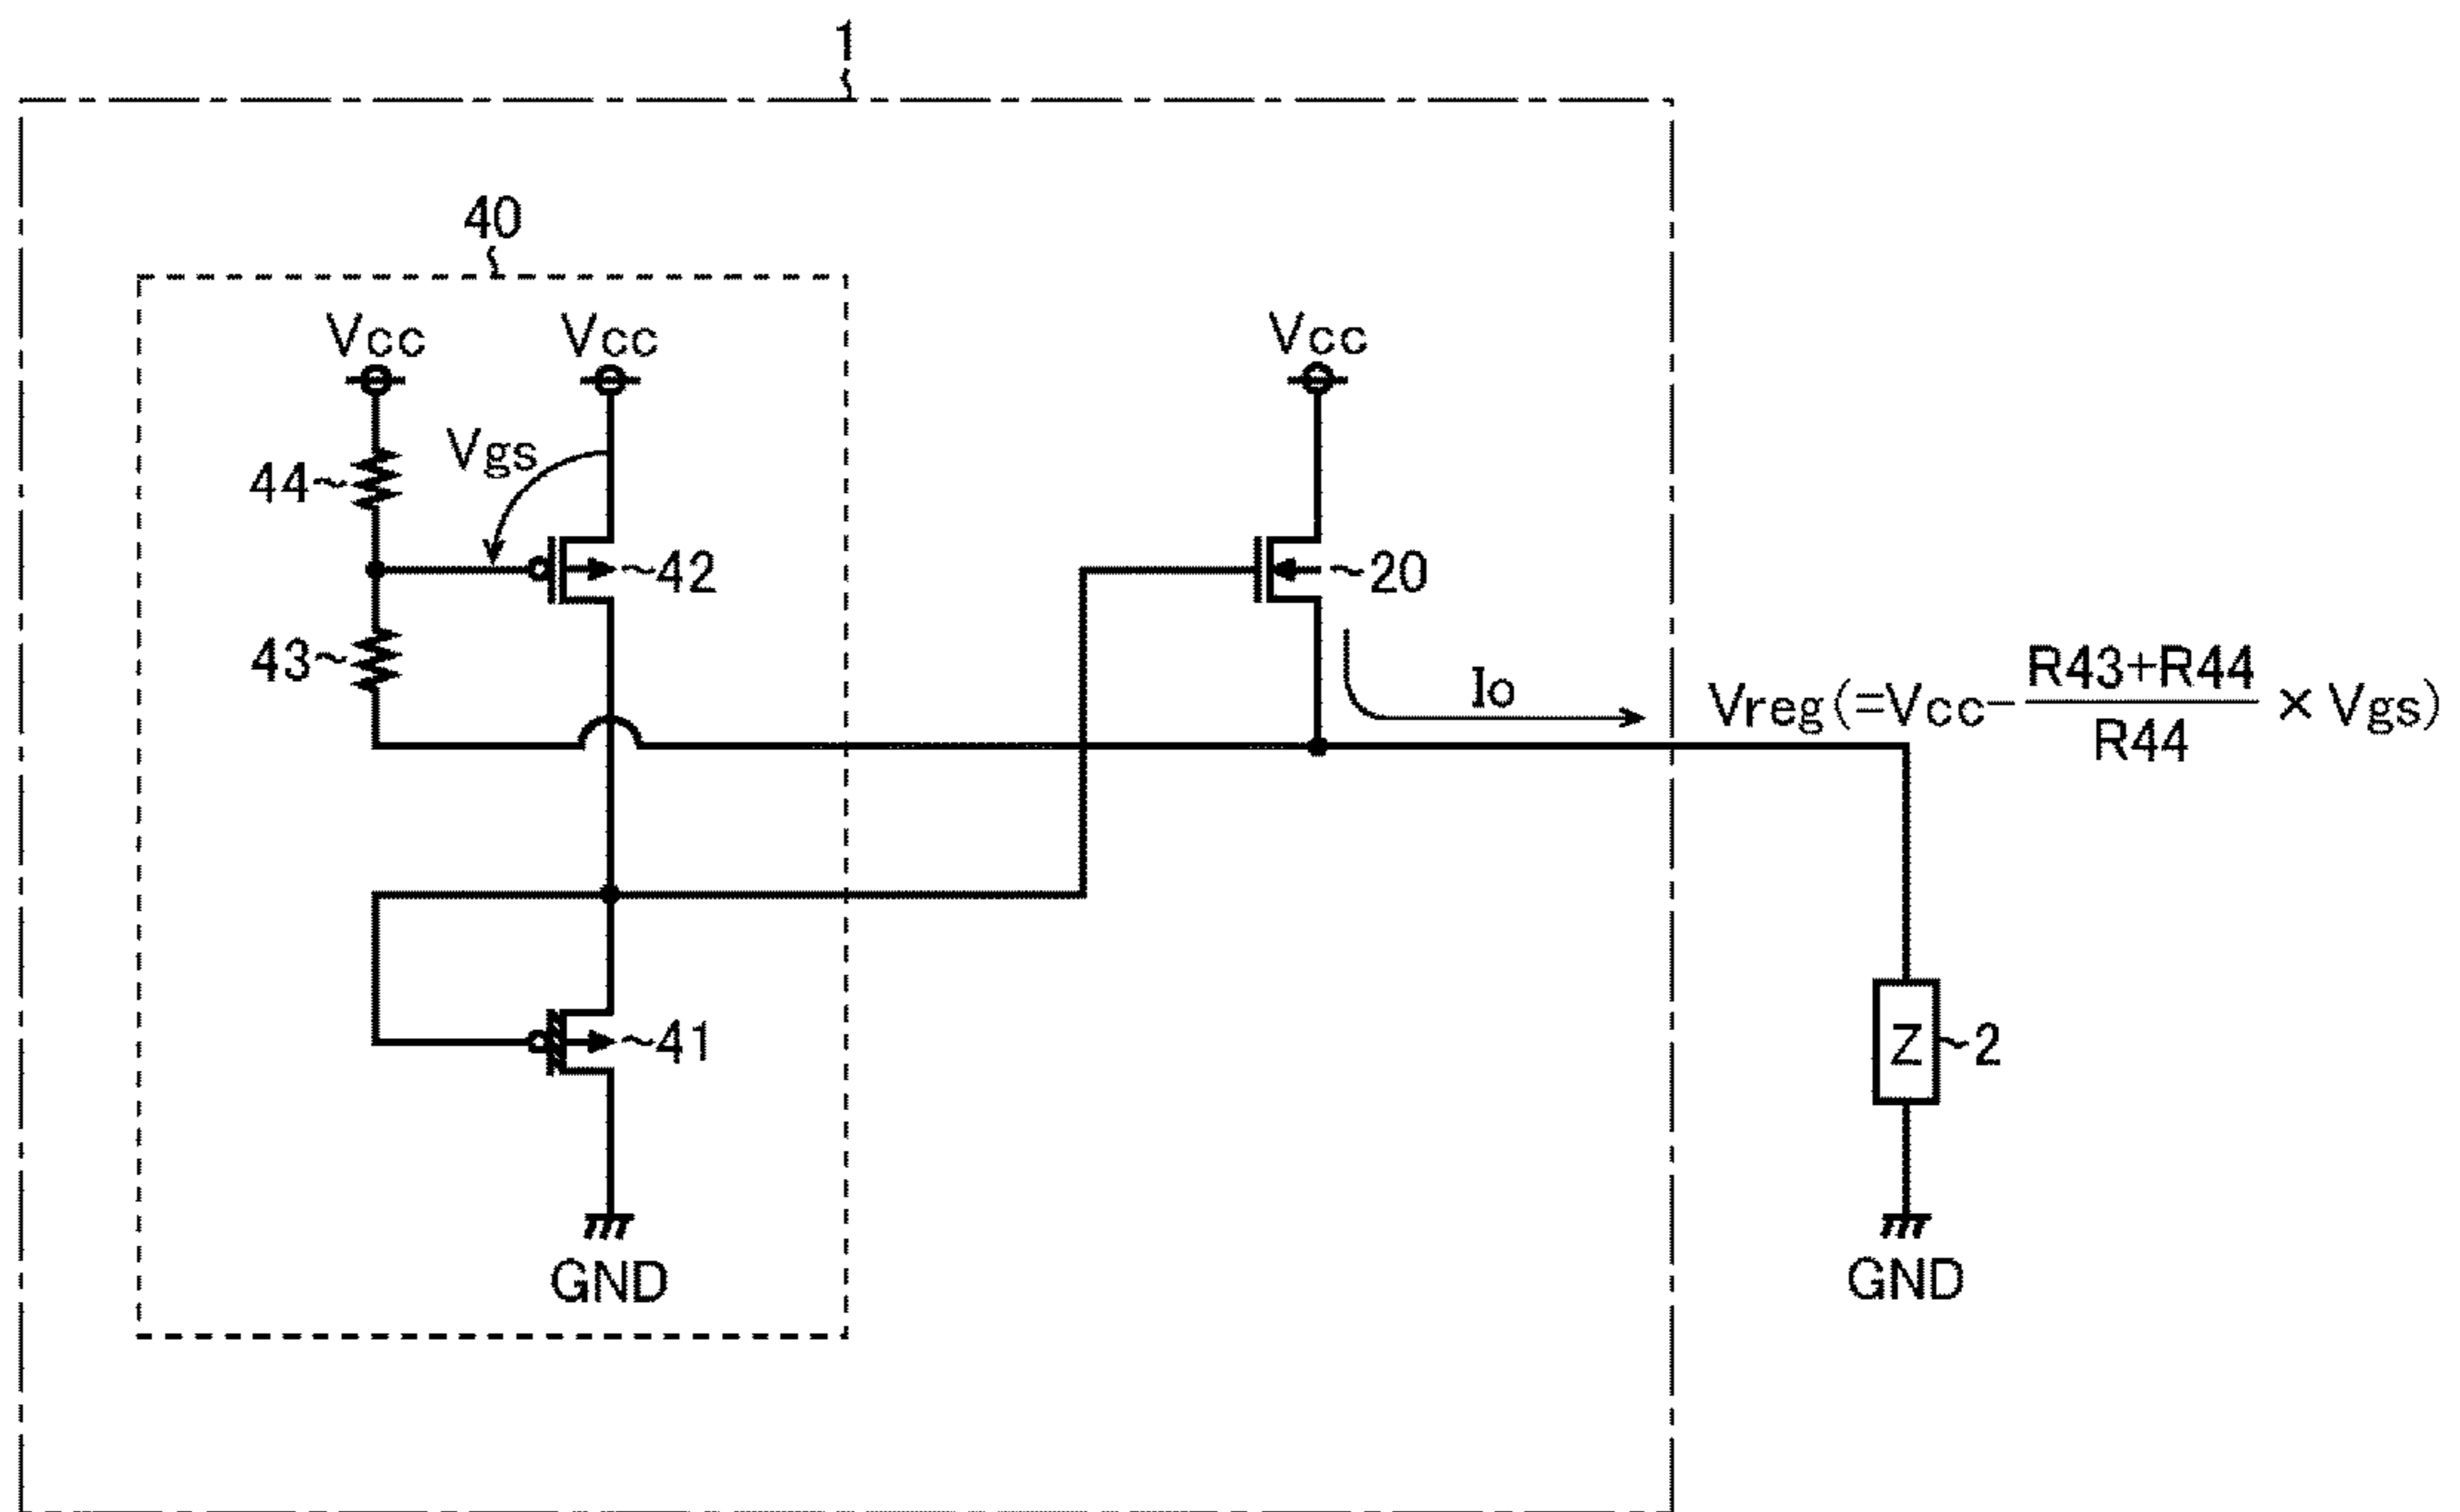 1
40
Vcc Vcc Vcc
Vgs
44~
~42
~20
43~
Io
Vreg(=Vcc-R43+R44/R44 × Vgs)
~41
Z ~2
GND
GND